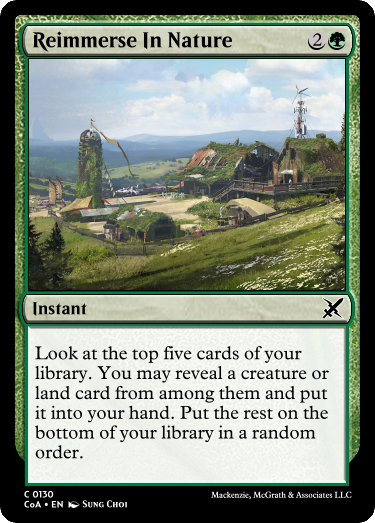 Reimmerse In Nature 2
Instant
Look at the top five cards of your
library. You may reveal a creature or
land card from among them and put
it into your hand. Put the rest on the
bottom of your library in a random
order.
C 0130
CoA • EN Sung Choi
Mackenzie, McGrath & Associates LLC